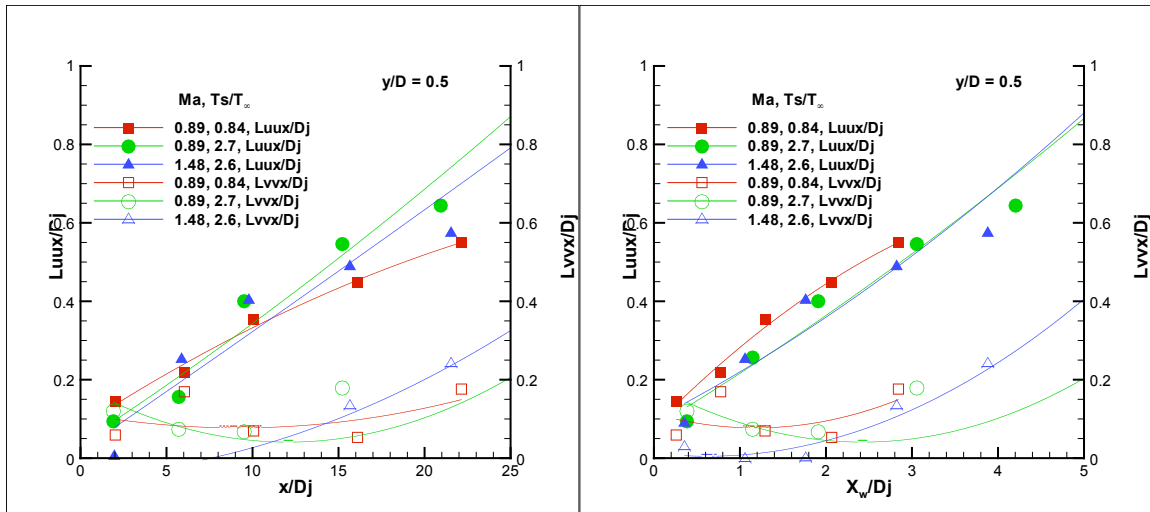 y/D = 0.5
Ma, Ts/T∞
0.89, 0.84, Luux/Dj
0.89, 2.7, Luux/Dj
1.48, 2.6, Luux/Dj
0.89, 0.84, Lvvx/Dj
0.89, 2.7, Lvvx/Dj
1.48, 2.6, Lvvx/Dj
Luux/Dj
1
0.8
0.6
0.4
0.2
0
Lvvx/Dj
1
0.8
0.6
0.4
0.2
0
0 5 10 15 20 25
x/Dj
y/D = 0.5
Ma, Ts/T∞
0.89, 0.84, Luux/Dj
0.89, 2.7, Luux/Dj
1.48, 2.6, Luux/Dj
0.89, 0.84, Lvvx/Dj
0.89, 2.7, Lvvx/Dj
1.48, 2.6, Lvvx/Dj
Luux/Dj
1
0.8
0.6
0.4
0.2
0
Lvvx/Dj
1
0.8
0.6
0.4
0.2
0
0 1 2 3 4 5
Xw/Dj